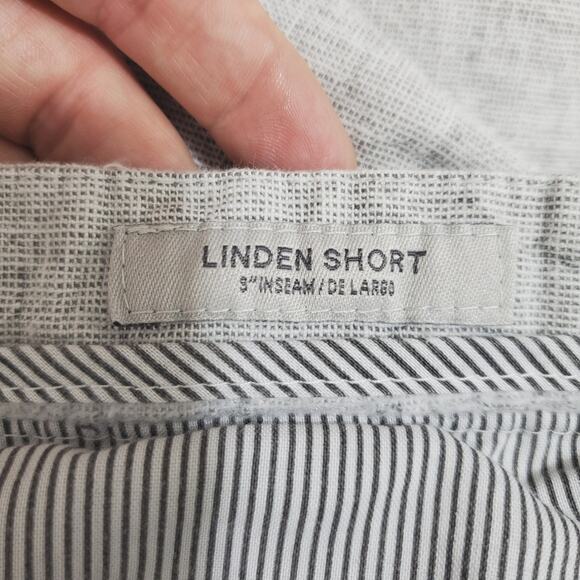 LINDEN SHORT
9" INSEAM / DE LARGO